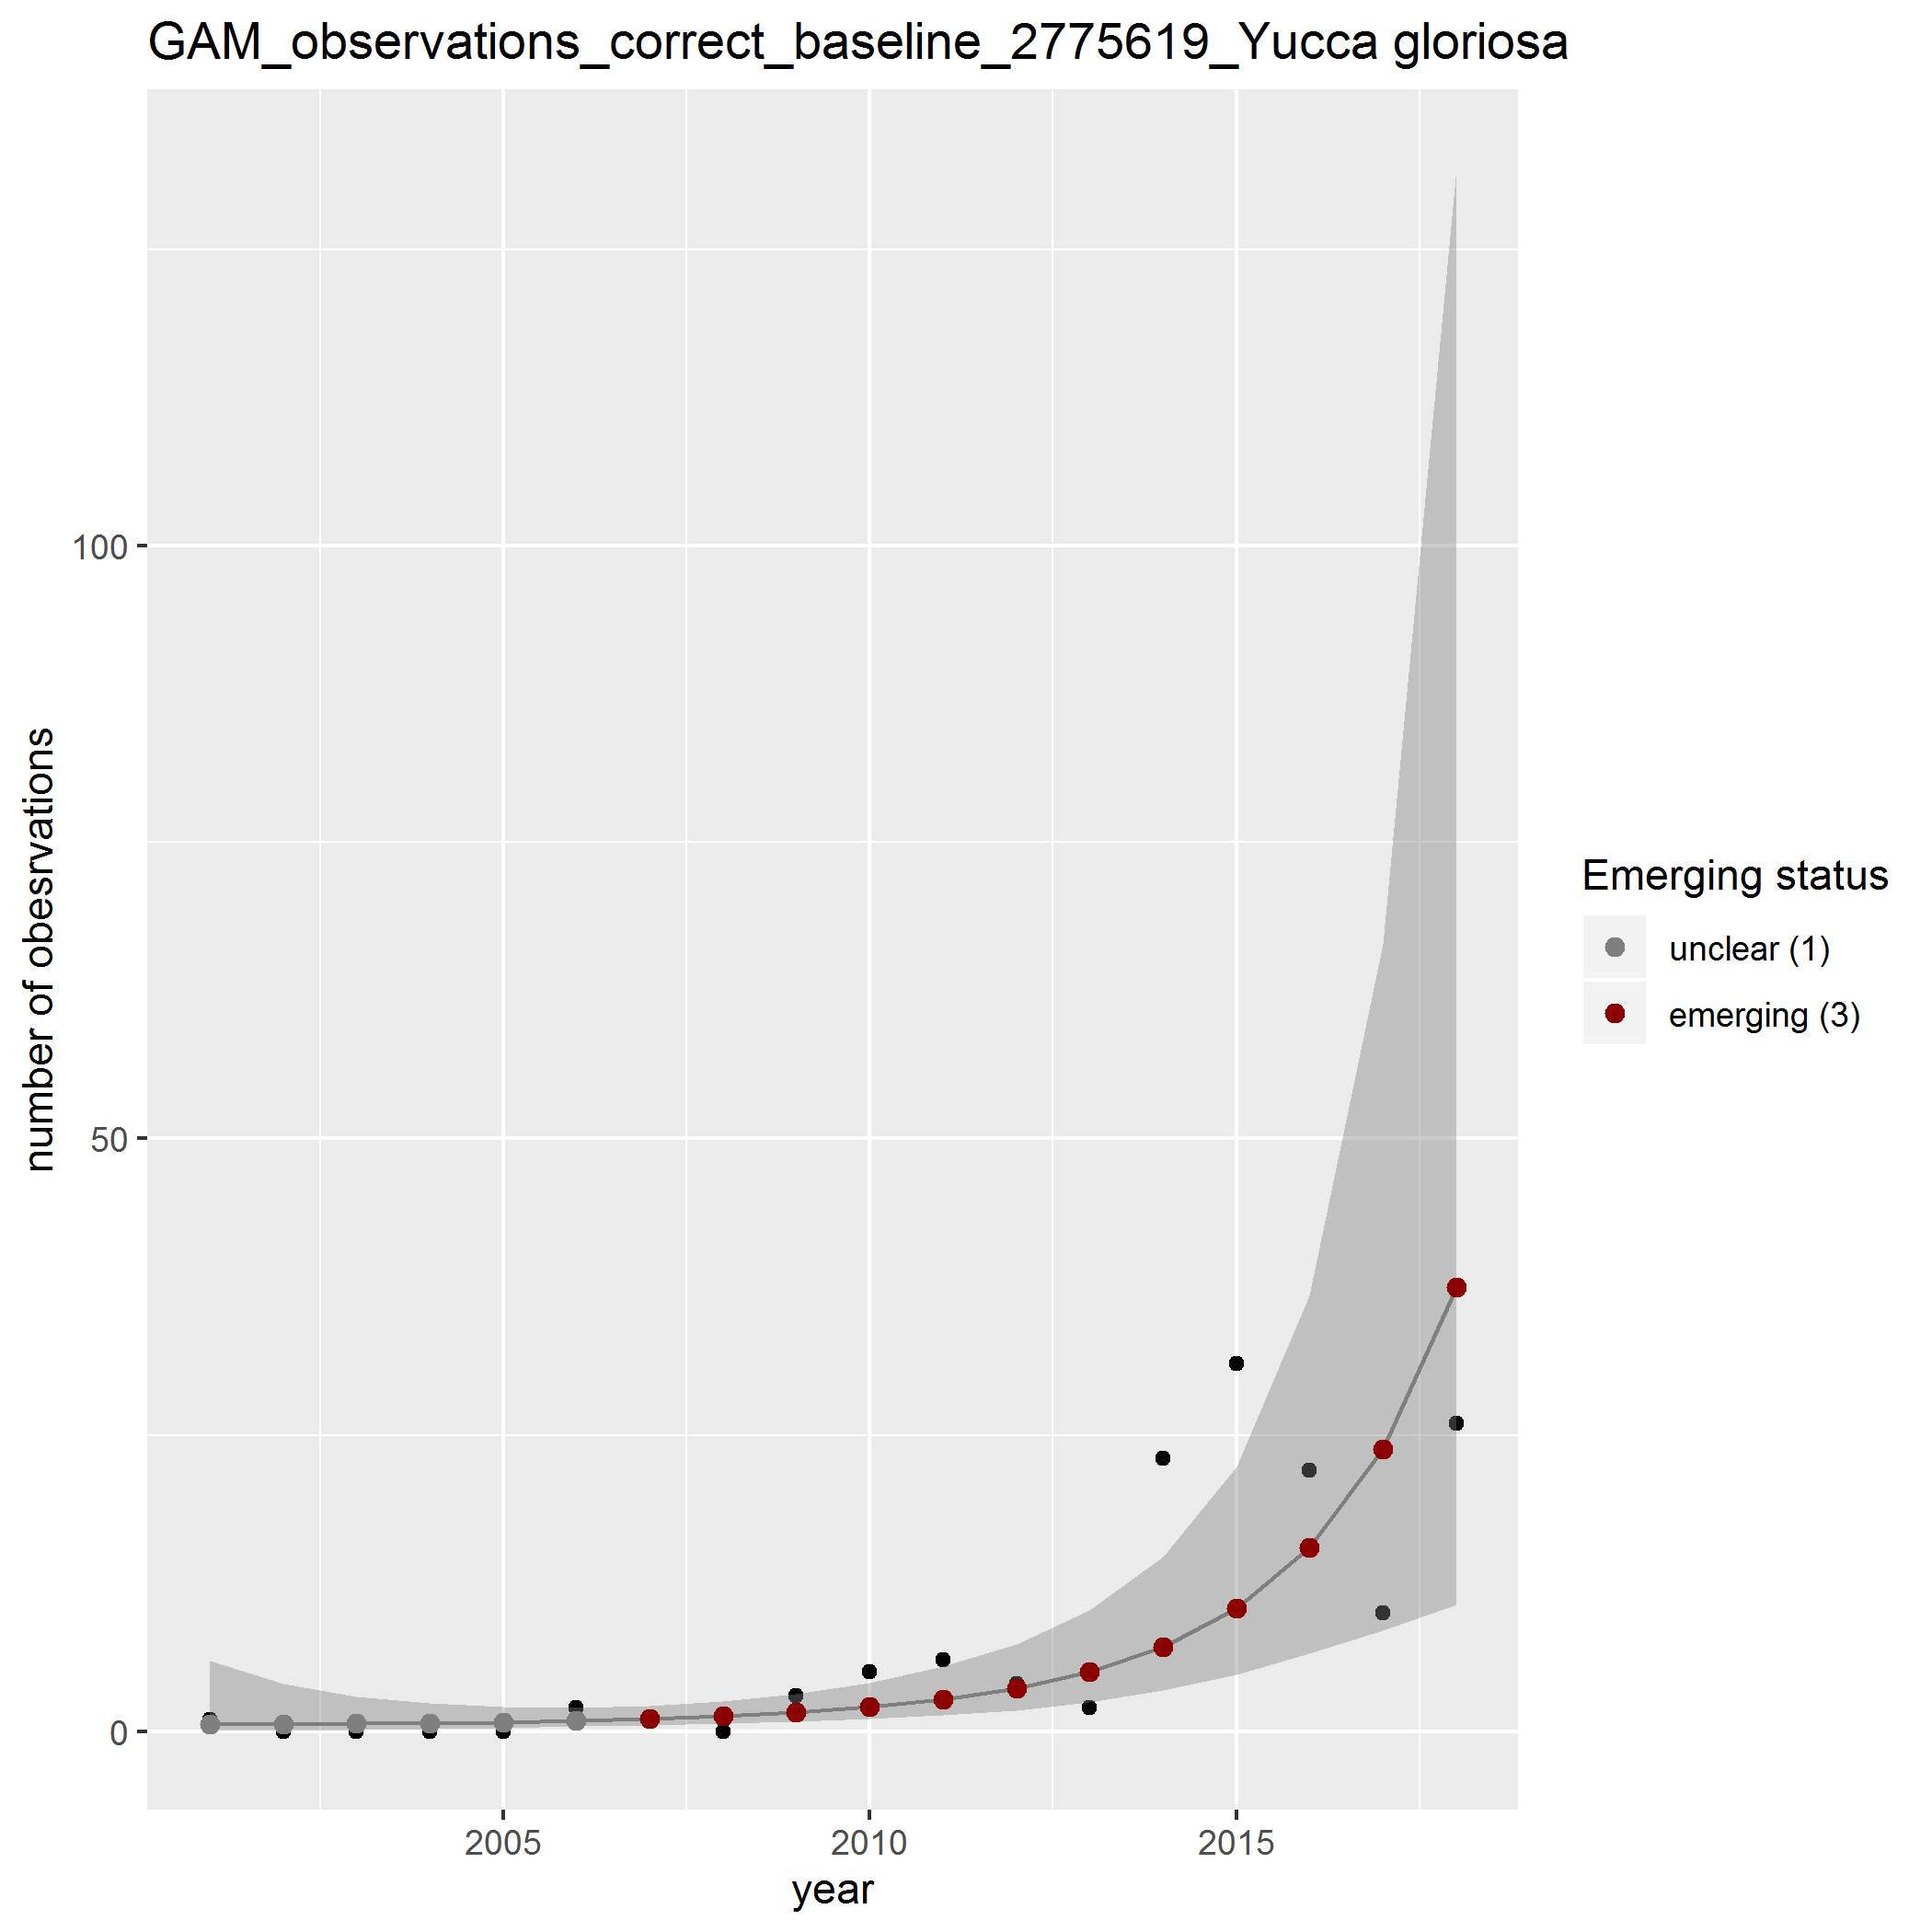 GAM_observations_correct_baseline_2775619_Yucca gloriosa
number of obesrvations
100
50
0
2005
2010
2015
year
Emerging status
unclear (1)
emerging (3)